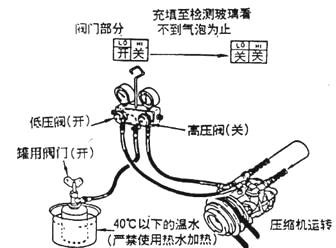 阀门部分
充填至检测玻璃看
不到气泡为止
LO HI
开 关
LO HI
关 关
低压阀(开)
高压阀(关)
罐用阀门(开)
40℃以下的温水
(严禁使用热水加热)
压缩机运转